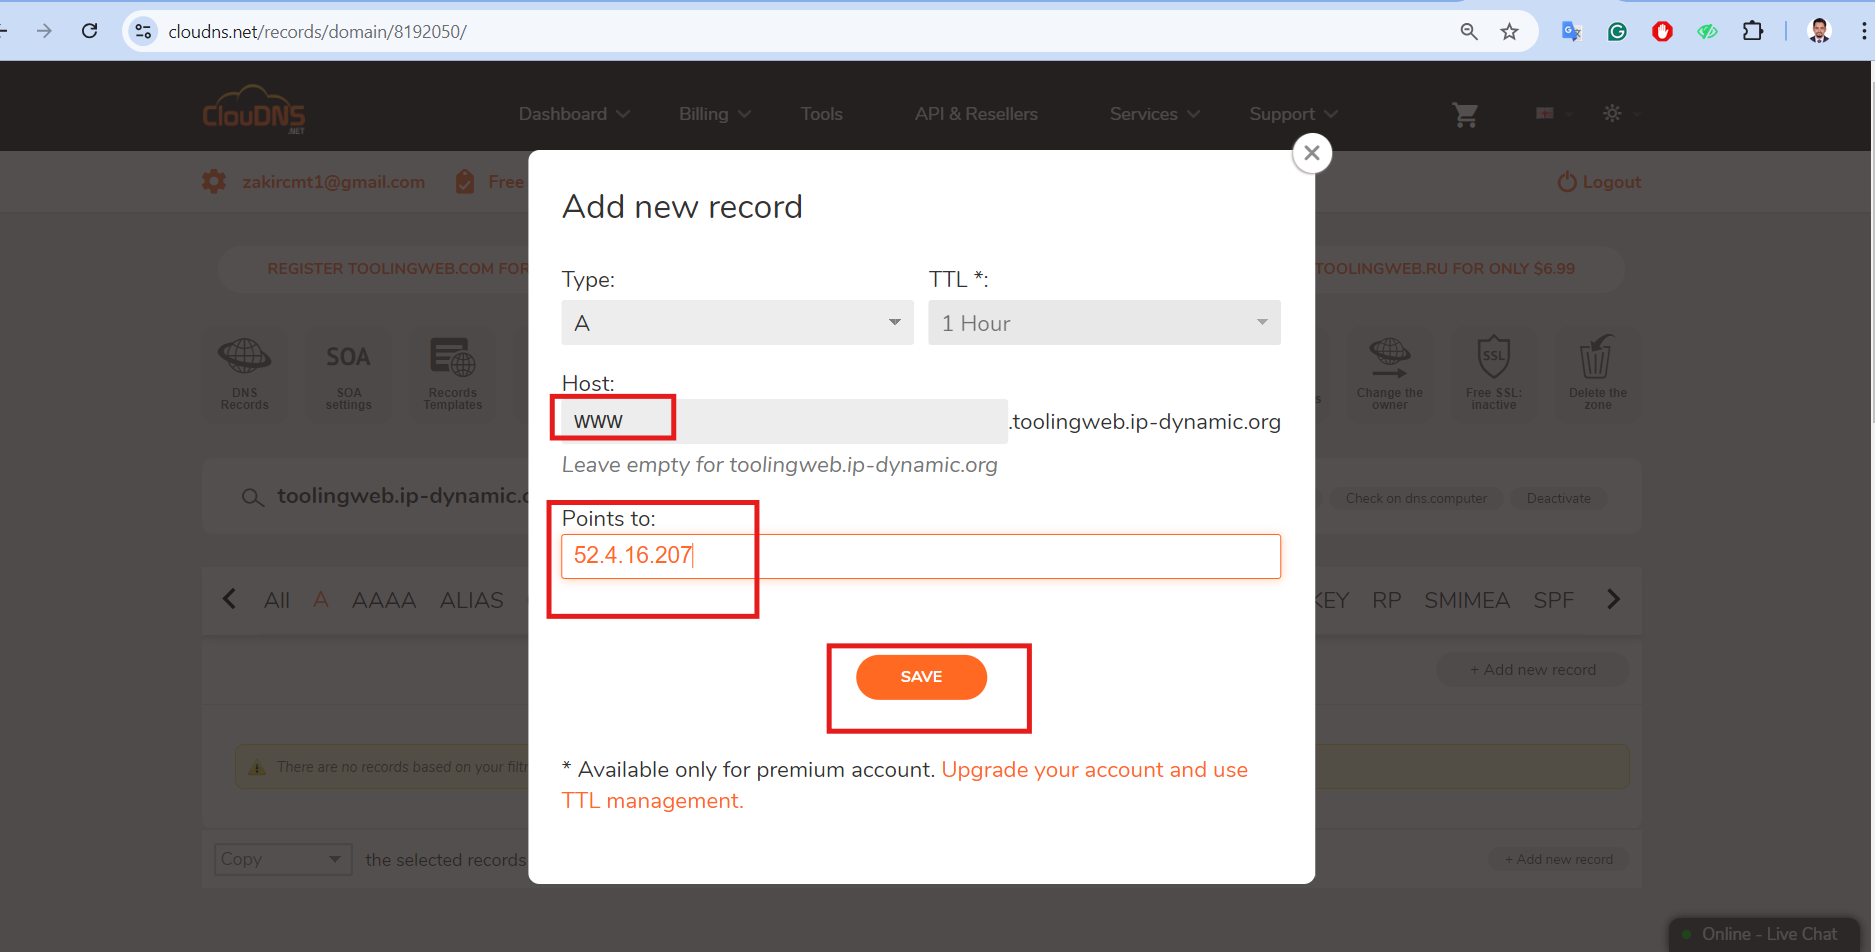 cloudns.net/records/domain/8192050/
ClouDNS
.NET
Dashboard
Billing
Tools
API & Resellers
Services
Support
zakircmt1@gmail.com
Free
Logout
REGISTER TOOLINGWEB.COM FOR
TOOLINGWEB.RU FOR ONLY $6.99
DNS
Records
SOA
SOA
settings
Records
Templates
Change the
owner
SSL
Free SSL:
inactive
Delete the
zone
toolingweb.ip-dynamic.
Check on dns.computer
Deactivate
All
A
AAAA
ALIAS
KEY
RP
SMIMEA
SPF
+ Add new record
There are no records based on your filtr
Copy
the selected records
+ Add new record
Add new record
Type:
TTL *:
A
1 Hour
Host:
www
.toolingweb.ip-dynamic.org
Leave empty for toolingweb.ip-dynamic.org
Points to:
52.4.16.207
SAVE
* Available only for premium account. Upgrade your account and use
TTL management.
Online - Live Chat